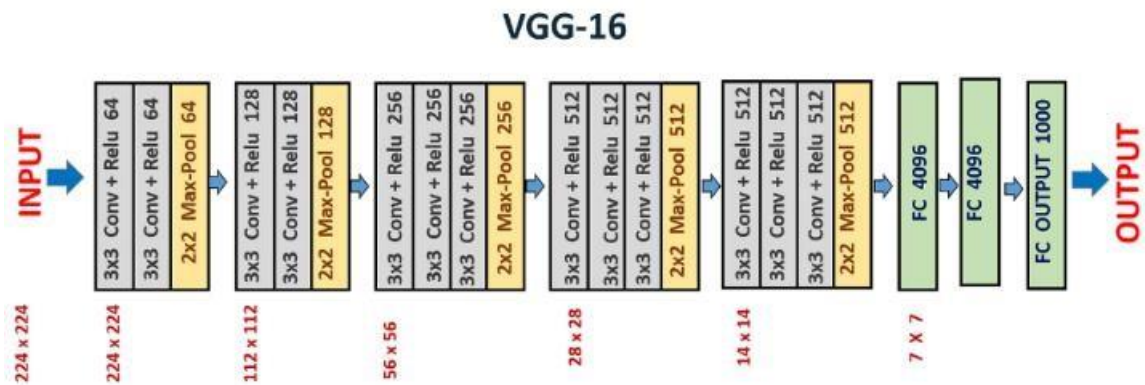 VGG-16
INPUT
3x3 Conv + Relu 64
3x3 Conv + Relu 64
2x2 Max-Pool 64
3x3 Conv + Relu 128
3x3 Conv + Relu 128
2x2 Max-Pool 128
3x3 Conv + Relu 256
3x3 Conv + Relu 256
3x3 Conv + Relu 256
2x2 Max-Pool 256
3x3 Conv + Relu 512
3x3 Conv + Relu 512
3x3 Conv + Relu 512
2x2 Max-Pool 512
3x3 Conv + Relu 512
3x3 Conv + Relu 512
3x3 Conv + Relu 512
2x2 Max-Pool 512
FC 4096
FC 4096
FC OUTPUT 1000
OUTPUT
224 x 224
224 x 224
112 x 112
56 x 56
28 x 28
14 x 14
7 X 7